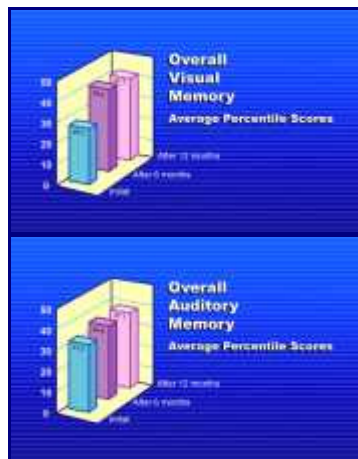 Overall
Visual
Memory
Average Percentile Scores
50
40
30
20
10
0
After 12 months
After 6 months
Initial
Overall
Auditory
Memory
Average Percentile Scores
50
40
30
20
10
0
After 12 months
After 6 months
Initial